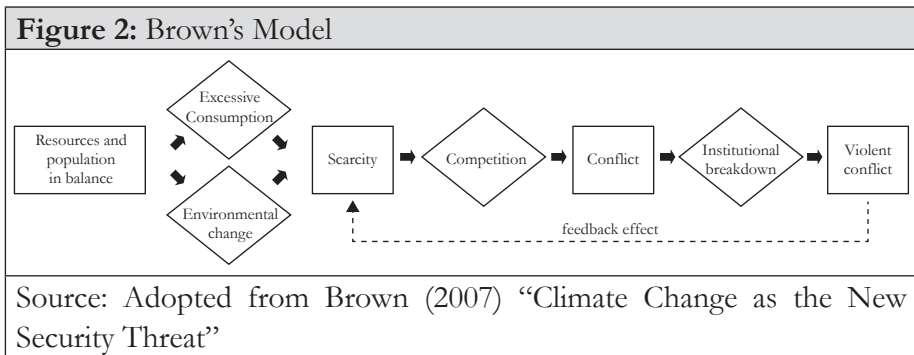 Figure 2: Brown's Model
Excessive
Consumption
Resources and
population
in balance
Environmental
change
Scarcity
Competition
Conflict
Institutional
breakdown
Violent
conflict
feedback effect
Source: Adopted from Brown (2007) “Climate Change as the New
Security Threat”